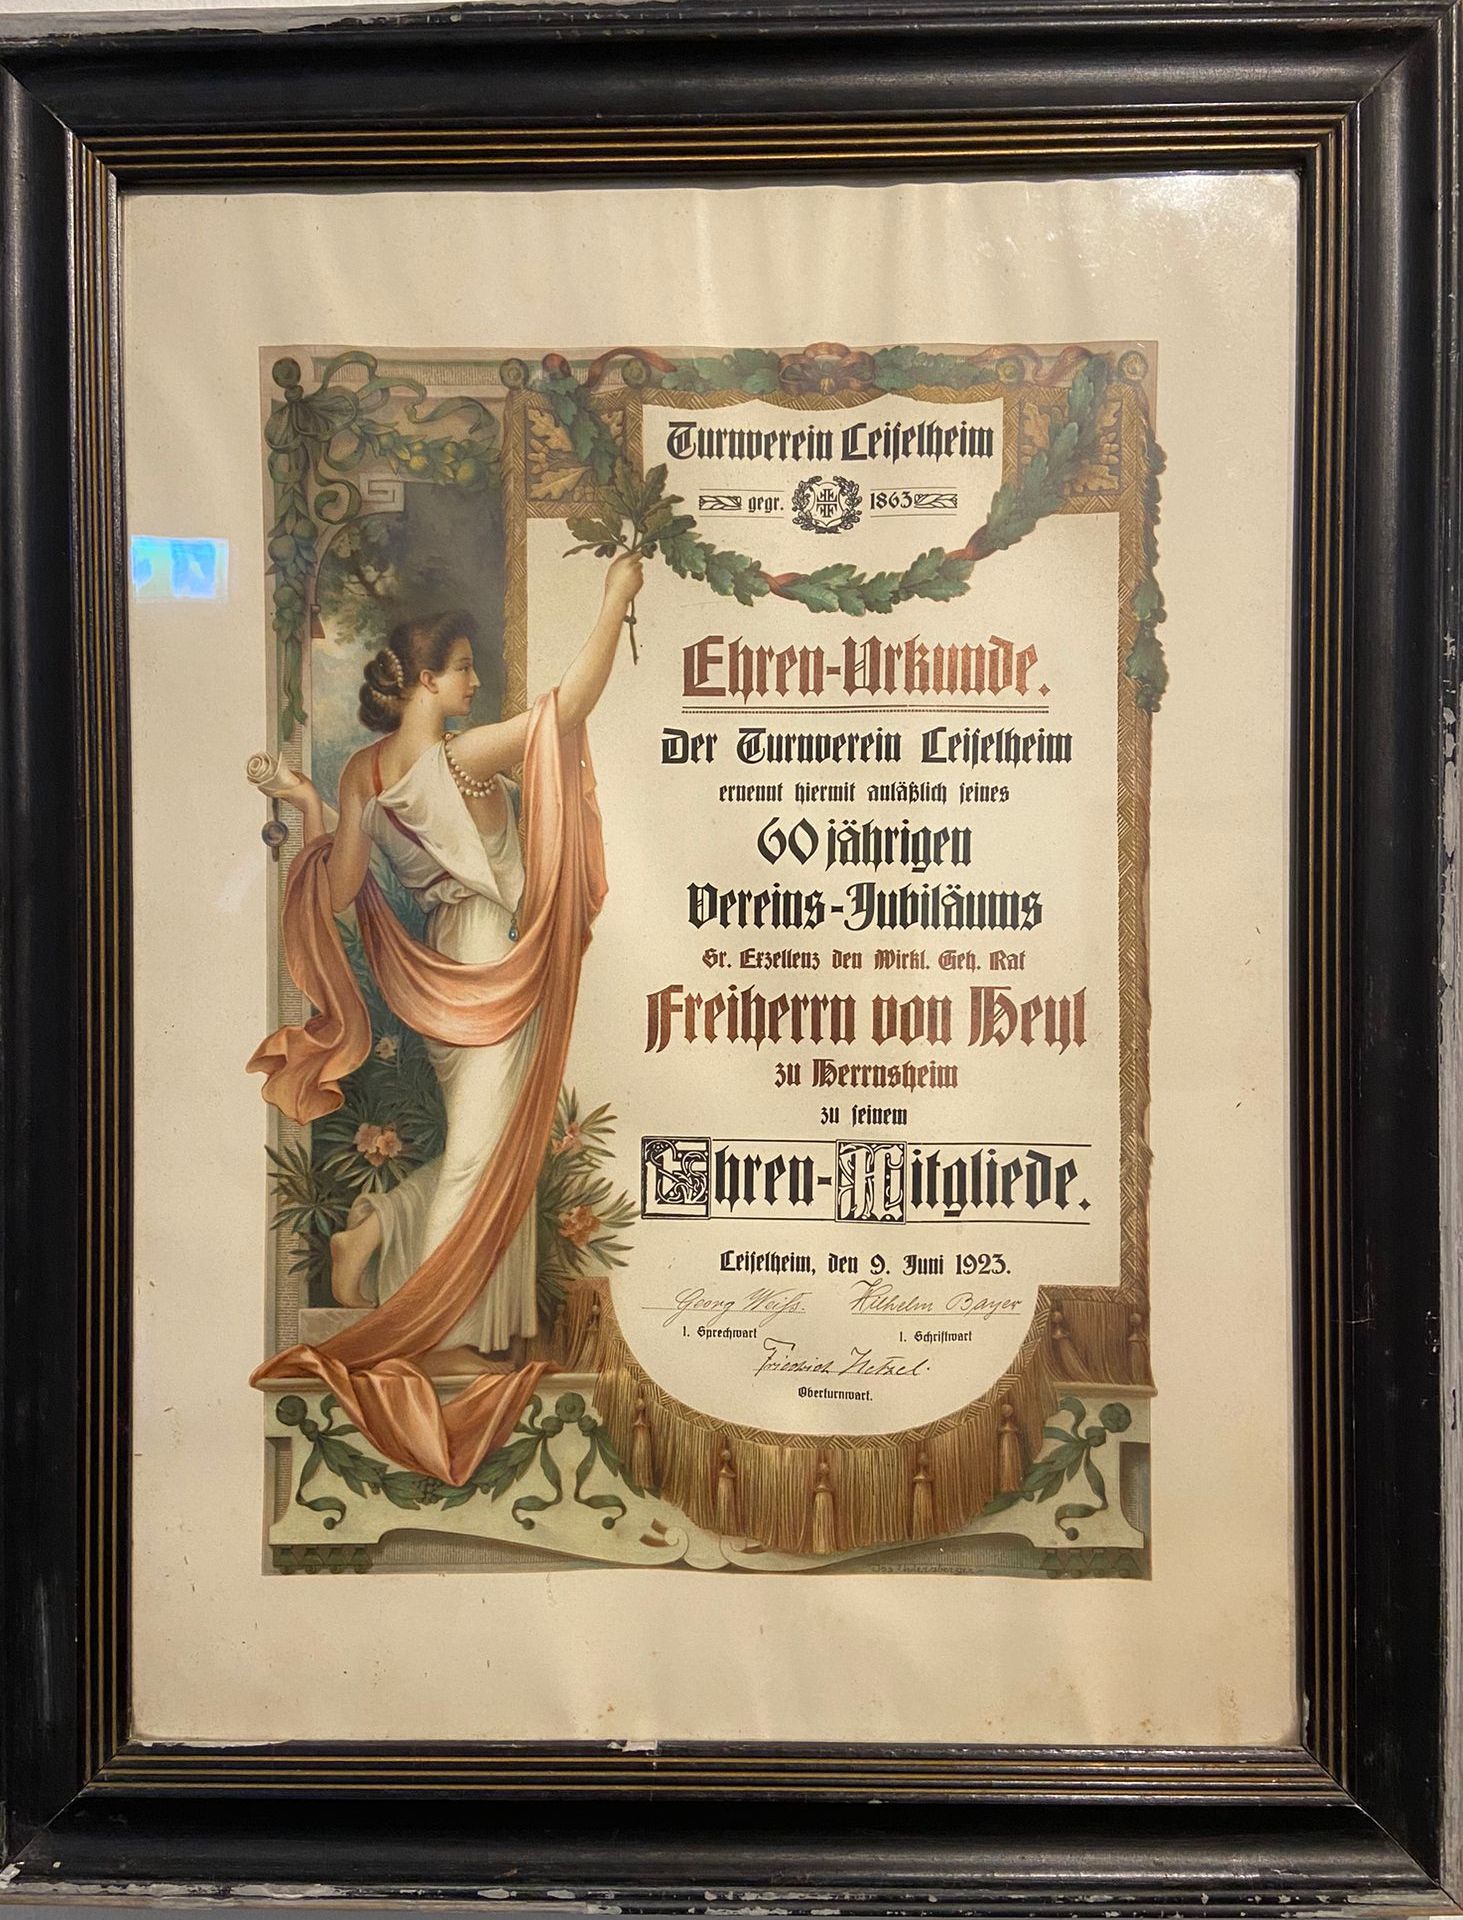 Turnverein Leiselheim
gegr. 1863
Ehren-Urkunde.
Der Turnverein Leiselheim
ernennt hiermit anläßlich seines
60 jährigen
Vereins-Jubiläums
Sr. Exzellenz den Wirkl. Geh. Rat
Freiherrn von Heyl
zu Herrnsheim
zu seinem
Ehren-Mitgliede.
Leiselheim, den 9. Juni 1923.
Georg Weiß. Wilhelm Bayer
1. Sprechwart 1. Schriftwart
Friedrich Hetzel.
Oberturnwart.